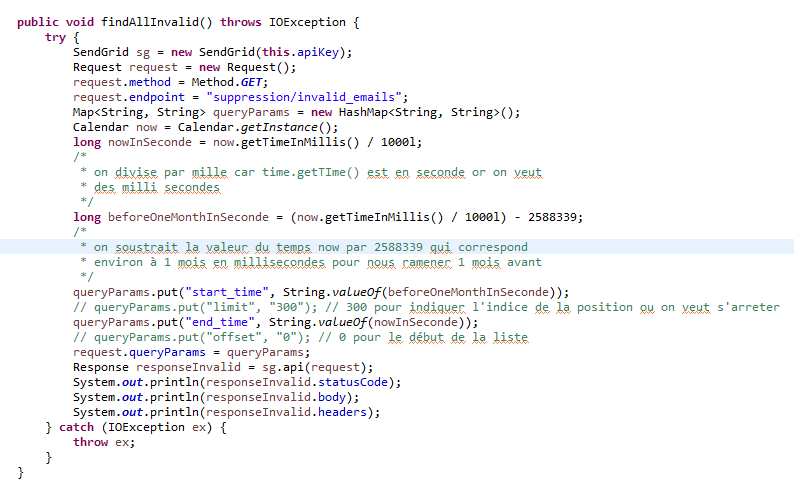 public void findAllInvalid() throws IOException {
try {
SendGrid sg = new SendGrid(this.apiKey);
Request request = new Request();
request.method = Method.GET;
request.endpoint = "suppression/invalid_emails";
Map<String, String> queryParams = new HashMap<String, String>();
Calendar now = Calendar.getInstance();
long nowInSeconde = now.getTimeInMillis() / 1000l;
/*
* on divise par mille car time.getTIme() est en seconde or on veut
* des milli secondes
*/
long beforeOneMonthInSeconde = (now.getTimeInMillis() / 1000l) - 2588339;
/*
* on soustrait la valeur du temps now par 2588339 qui correspond
* environ à 1 mois en millisecondes pour nous ramener 1 mois avant
*/
queryParams.put("start_time", String.valueOf(beforeOneMonthInSeconde));
// queryParams.put("limit", "300"); // 300 pour indiquer l'indice de la position ou on veut s'arreter
queryParams.put("end_time", String.valueOf(nowInSeconde));
// queryParams.put("offset", "0"); // 0 pour le début de la liste
request.queryParams = queryParams;
Response responseInvalid = sg.api(request);
System.out.println(responseInvalid.statusCode);
System.out.println(responseInvalid.body);
System.out.println(responseInvalid.headers);
} catch (IOException ex) {
throw ex;
}
}